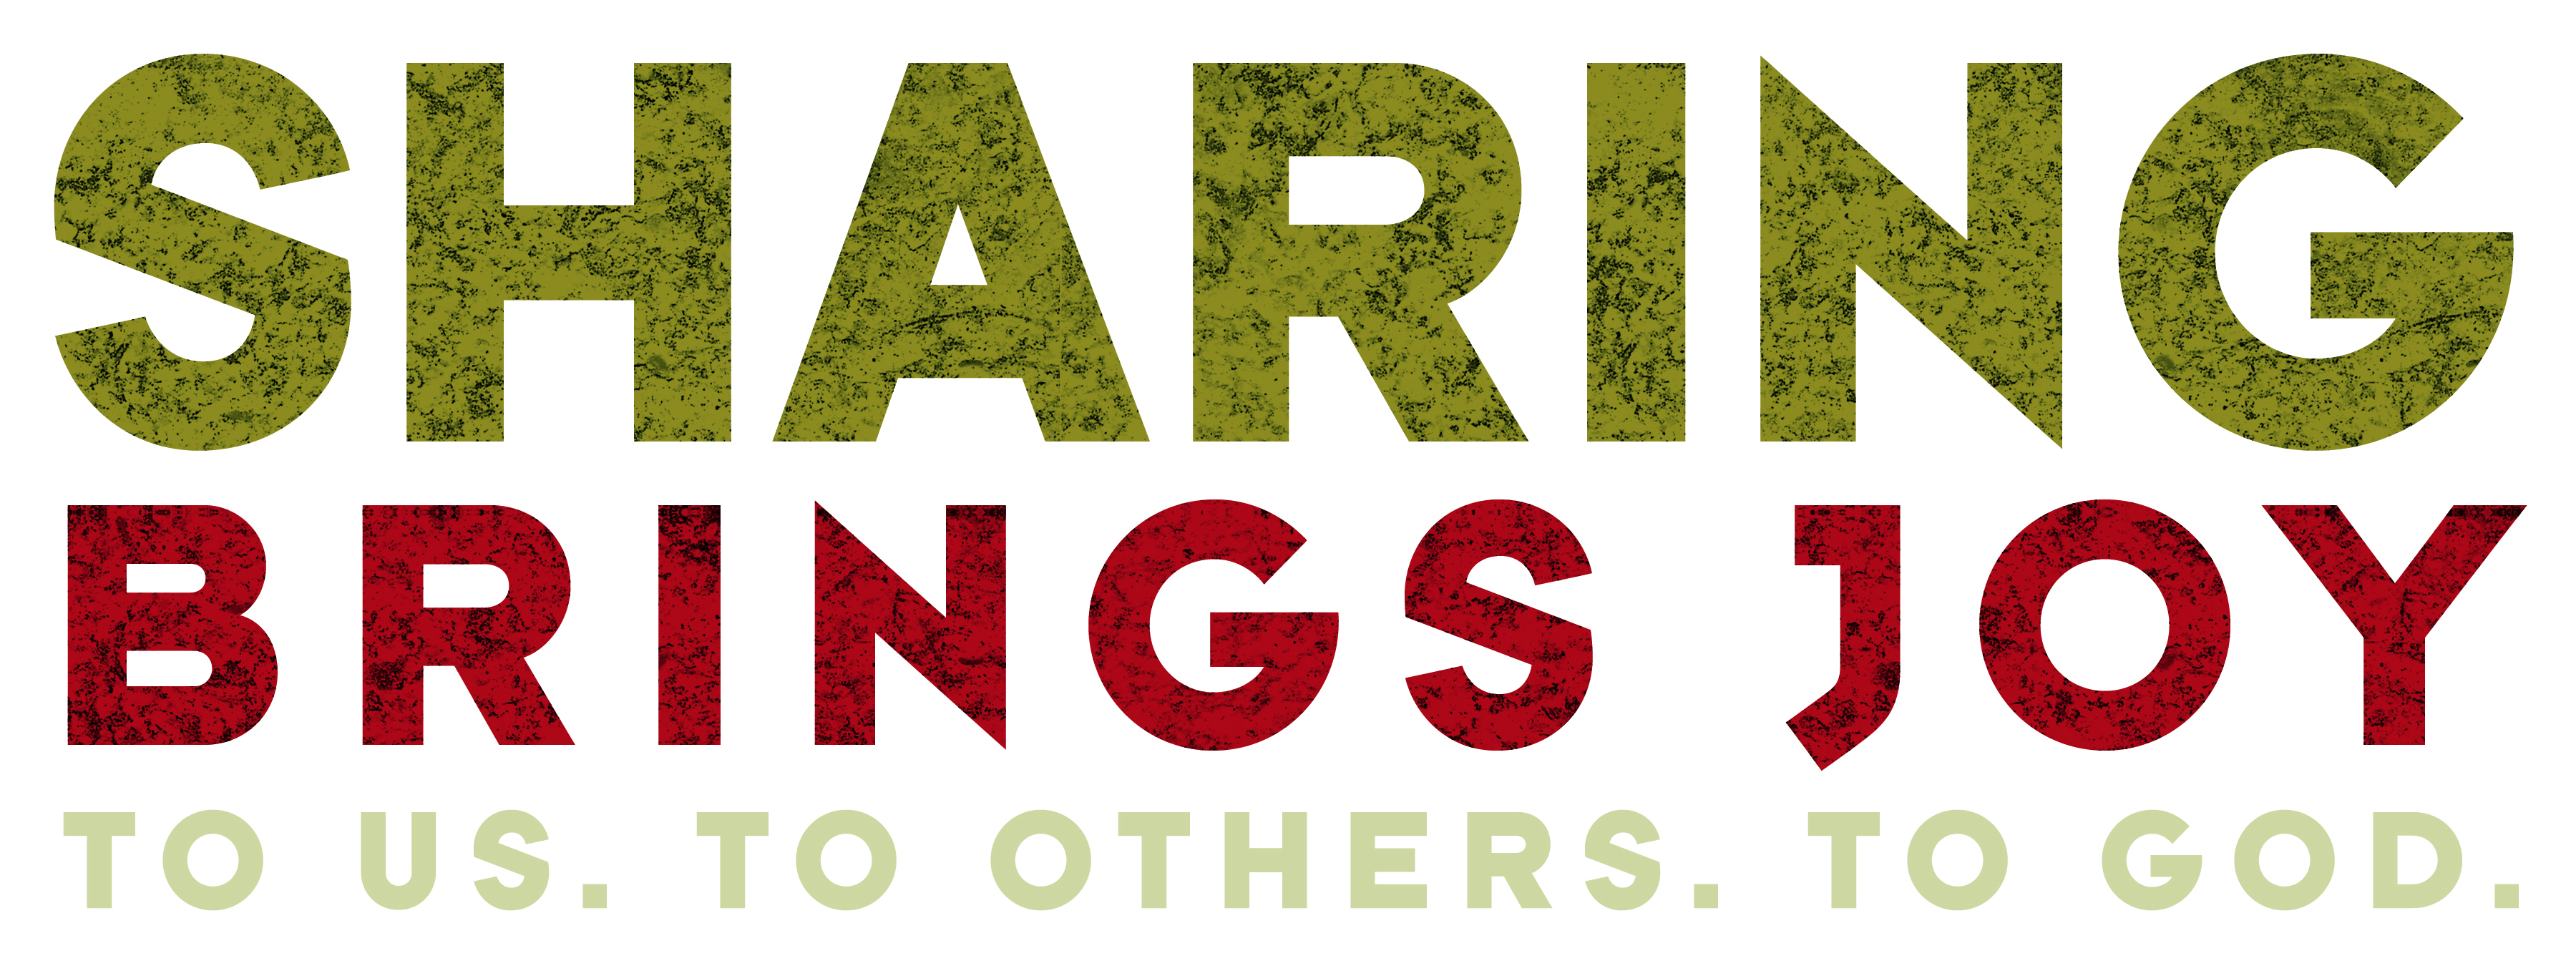 SHARING
BRINGS JOY
TO US. TO OTHERS. TO GOD.